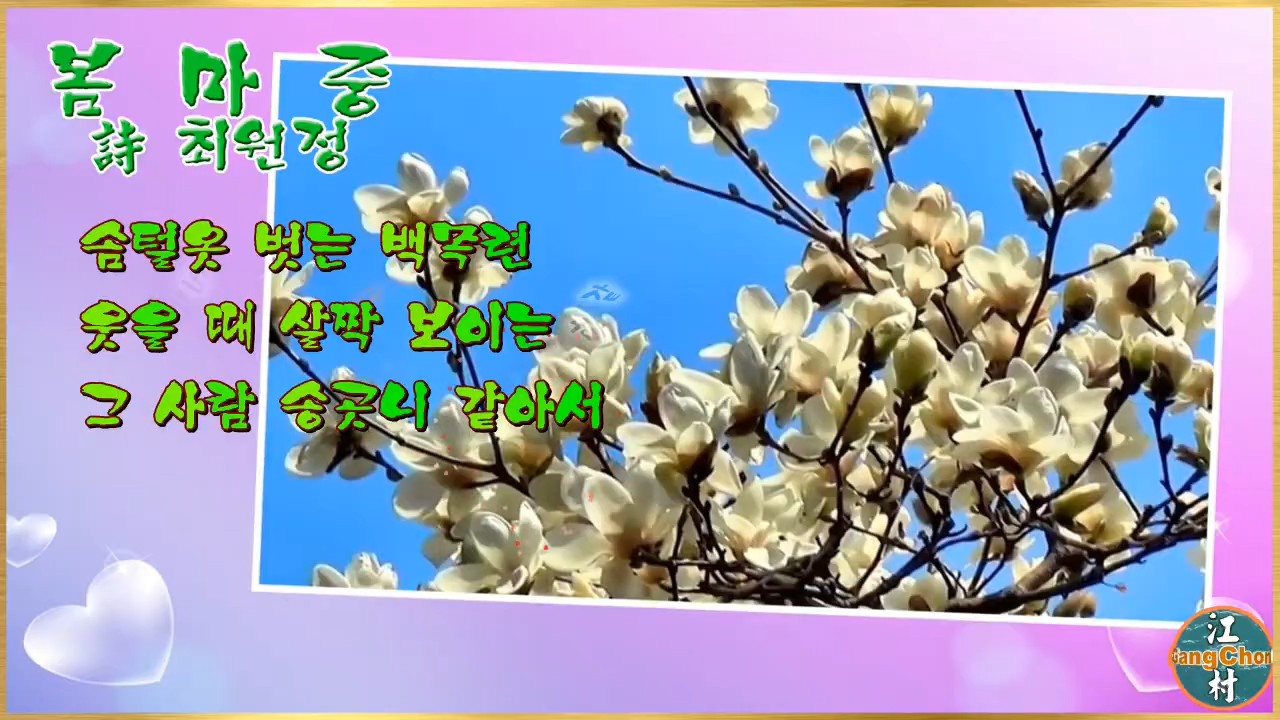 봄 마 중
詩 최원정
솜털옷 벗는 백목련
웃을 때 살짝 보이는
그 사람 송곳니 같아서
江
GangChon
村